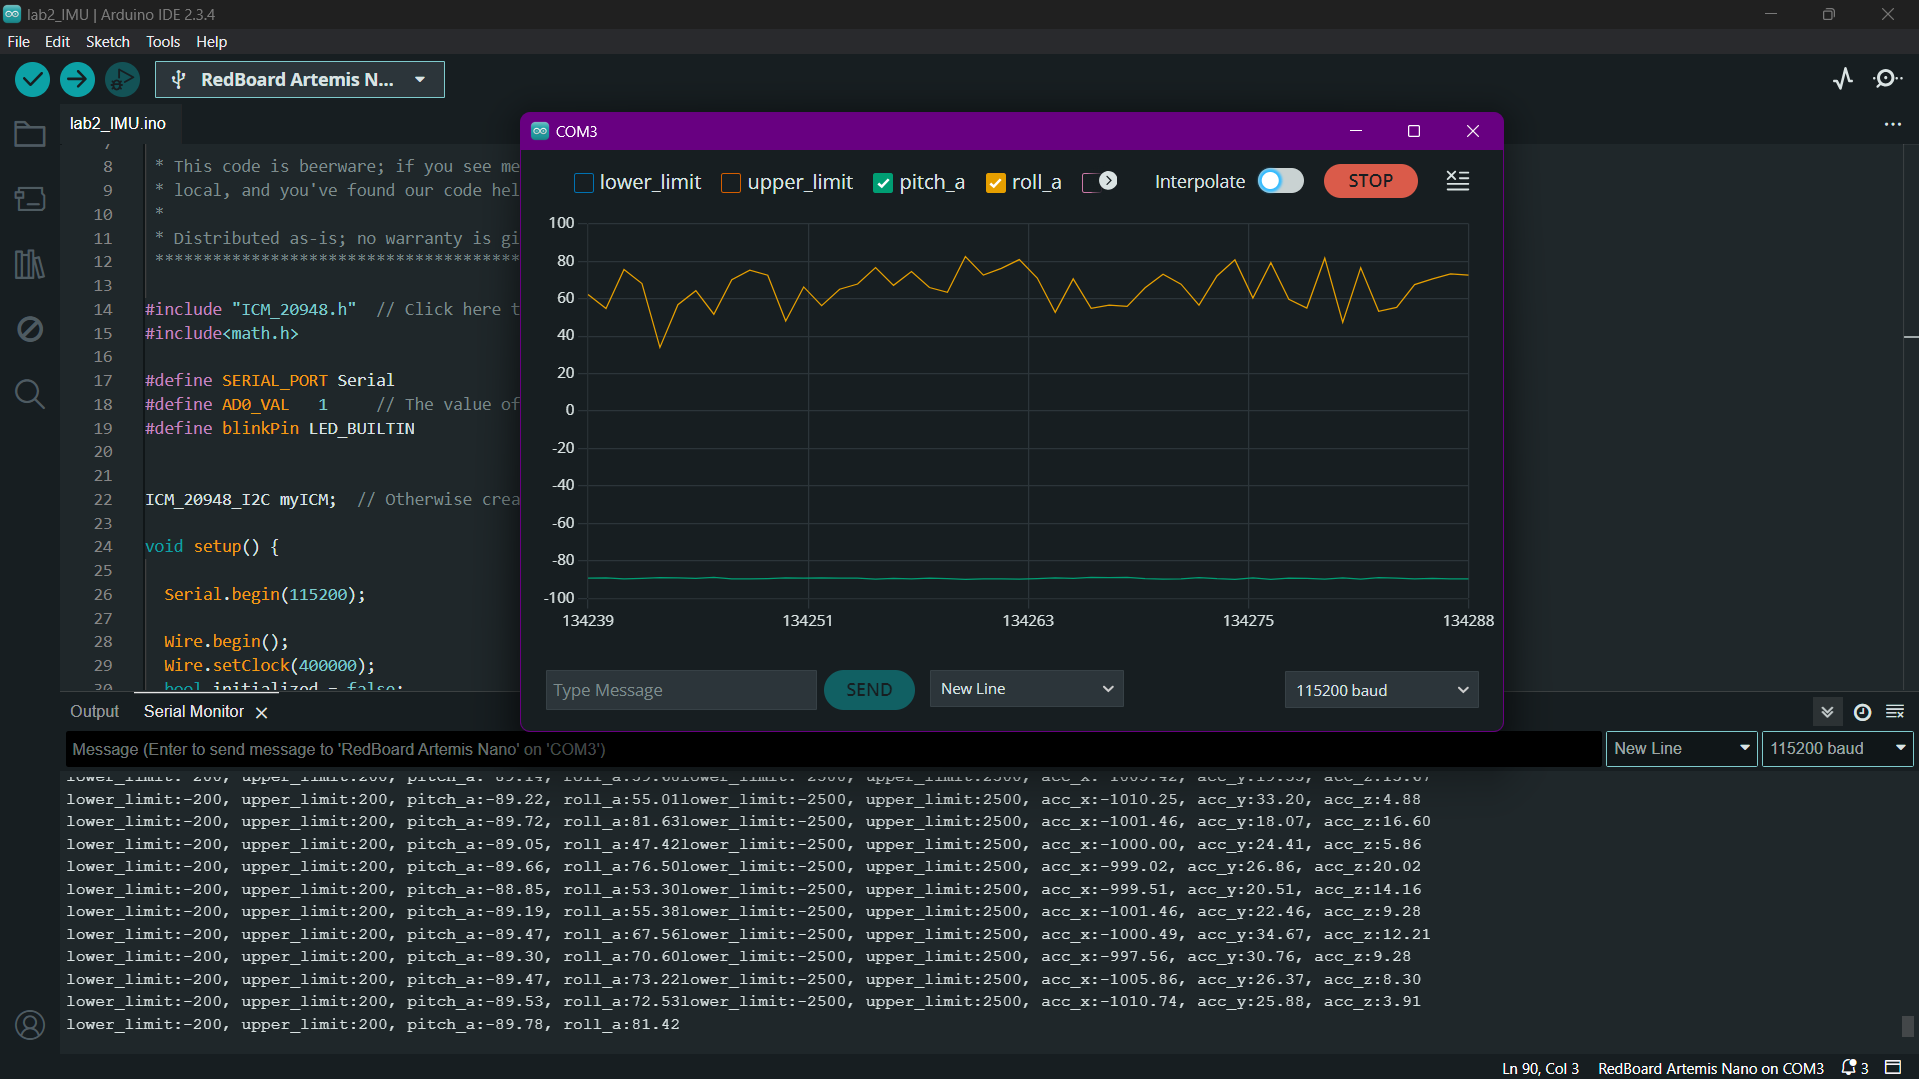 lab2_IMU | Arduino IDE 2.3.4
File Edit Sketch Tools Help
RedBoard Artemis N...
lab2_IMU.ino
8 * This code is beerware; if you see me
9 * local, and you've found our code hel
10 *
11 * Distributed as-is; no warranty is gi
12 **************************************
13
14 #include "ICM_20948.h" // Click here t
15 #include<math.h>
16
17 #define SERIAL_PORT Serial
18 #define AD0_VAL 1 // The value of
19 #define blinkPin LED_BUILTIN
20
21
22 ICM_20948_I2C myICM; // Otherwise crea
23
24 void setup() {
25
26 Serial.begin(115200);
27
28 Wire.begin();
29 Wire.setClock(400000);
30 bool initialized = false;
COM3
lower_limit upper_limit pitch_a roll_a Interpolate STOP
100
80
60
40
20
0
-20
-40
-60
-80
-100
134239 134251 134263 134275 134288
Type Message SEND New Line 115200 baud
Output Serial Monitor
Message (Enter to send message to 'RedBoard Artemis Nano' on 'COM3') New Line 115200 baud
lower_limit:-200, upper_limit:200, pitch_a:-89.22, roll_a:55.01lower_limit:-2500, upper_limit:2500, acc_x:-1010.25, acc_y:33.20, acc_z:4.88
lower_limit:-200, upper_limit:200, pitch_a:-89.72, roll_a:81.63lower_limit:-2500, upper_limit:2500, acc_x:-1001.46, acc_y:18.07, acc_z:16.60
lower_limit:-200, upper_limit:200, pitch_a:-89.05, roll_a:47.42lower_limit:-2500, upper_limit:2500, acc_x:-1000.00, acc_y:24.41, acc_z:5.86
lower_limit:-200, upper_limit:200, pitch_a:-89.66, roll_a:76.50lower_limit:-2500, upper_limit:2500, acc_x:-999.02, acc_y:26.86, acc_z:20.02
lower_limit:-200, upper_limit:200, pitch_a:-88.85, roll_a:53.30lower_limit:-2500, upper_limit:2500, acc_x:-999.51, acc_y:20.51, acc_z:14.16
lower_limit:-200, upper_limit:200, pitch_a:-89.19, roll_a:55.38lower_limit:-2500, upper_limit:2500, acc_x:-1001.46, acc_y:22.46, acc_z:9.28
lower_limit:-200, upper_limit:200, pitch_a:-89.47, roll_a:67.56lower_limit:-2500, upper_limit:2500, acc_x:-1000.49, acc_y:34.67, acc_z:12.21
lower_limit:-200, upper_limit:200, pitch_a:-89.30, roll_a:70.60lower_limit:-2500, upper_limit:2500, acc_x:-997.56, acc_y:30.76, acc_z:9.28
lower_limit:-200, upper_limit:200, pitch_a:-89.47, roll_a:73.22lower_limit:-2500, upper_limit:2500, acc_x:-1005.86, acc_y:26.37, acc_z:8.30
lower_limit:-200, upper_limit:200, pitch_a:-89.53, roll_a:72.53lower_limit:-2500, upper_limit:2500, acc_x:-1010.74, acc_y:25.88, acc_z:3.91
lower_limit:-200, upper_limit:200, pitch_a:-89.78, roll_a:81.42
Ln 90, Col 3 RedBoard Artemis Nano on COM3 3